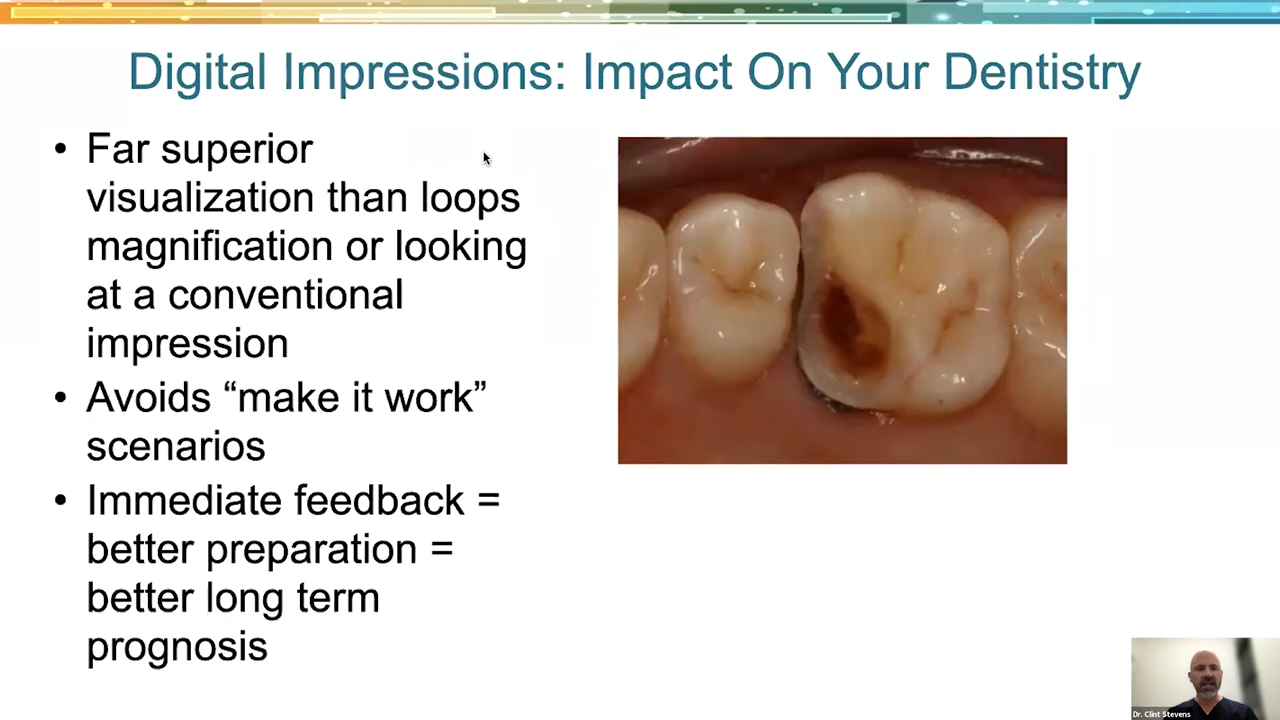 Digital Impressions: Impact On Your Dentistry
• Far superior
visualization than loops
magnification or looking
at a conventional
impression
• Avoids “make it work”
scenarios
• Immediate feedback =
better preparation =
better long term
prognosis
Dr. Clint Stevens